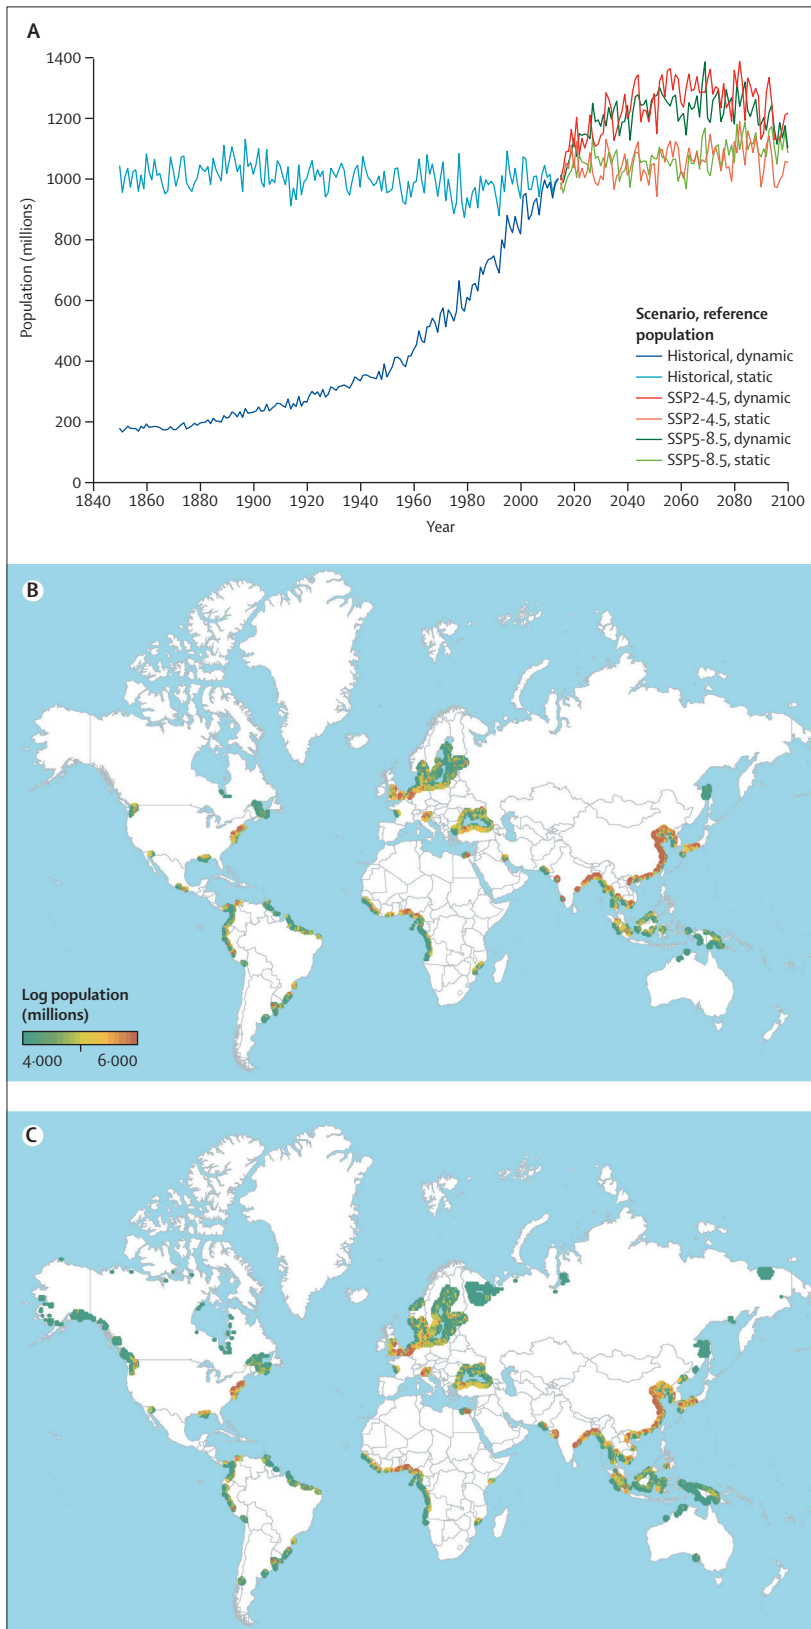 A
1400
1200
1000
800
600
400
200
0
Population (millions)
1840 1860 1880 1900 1920 1940 1960 1980 2000 2020 2040 2060 2080 2100
Year
Scenario, reference
population
Historical, dynamic
Historical, static
SSP2-4.5, dynamic
SSP2-4.5, static
SSP5-8.5, dynamic
SSP5-8.5, static
B
Log population
(millions)
4·000 6·000
C